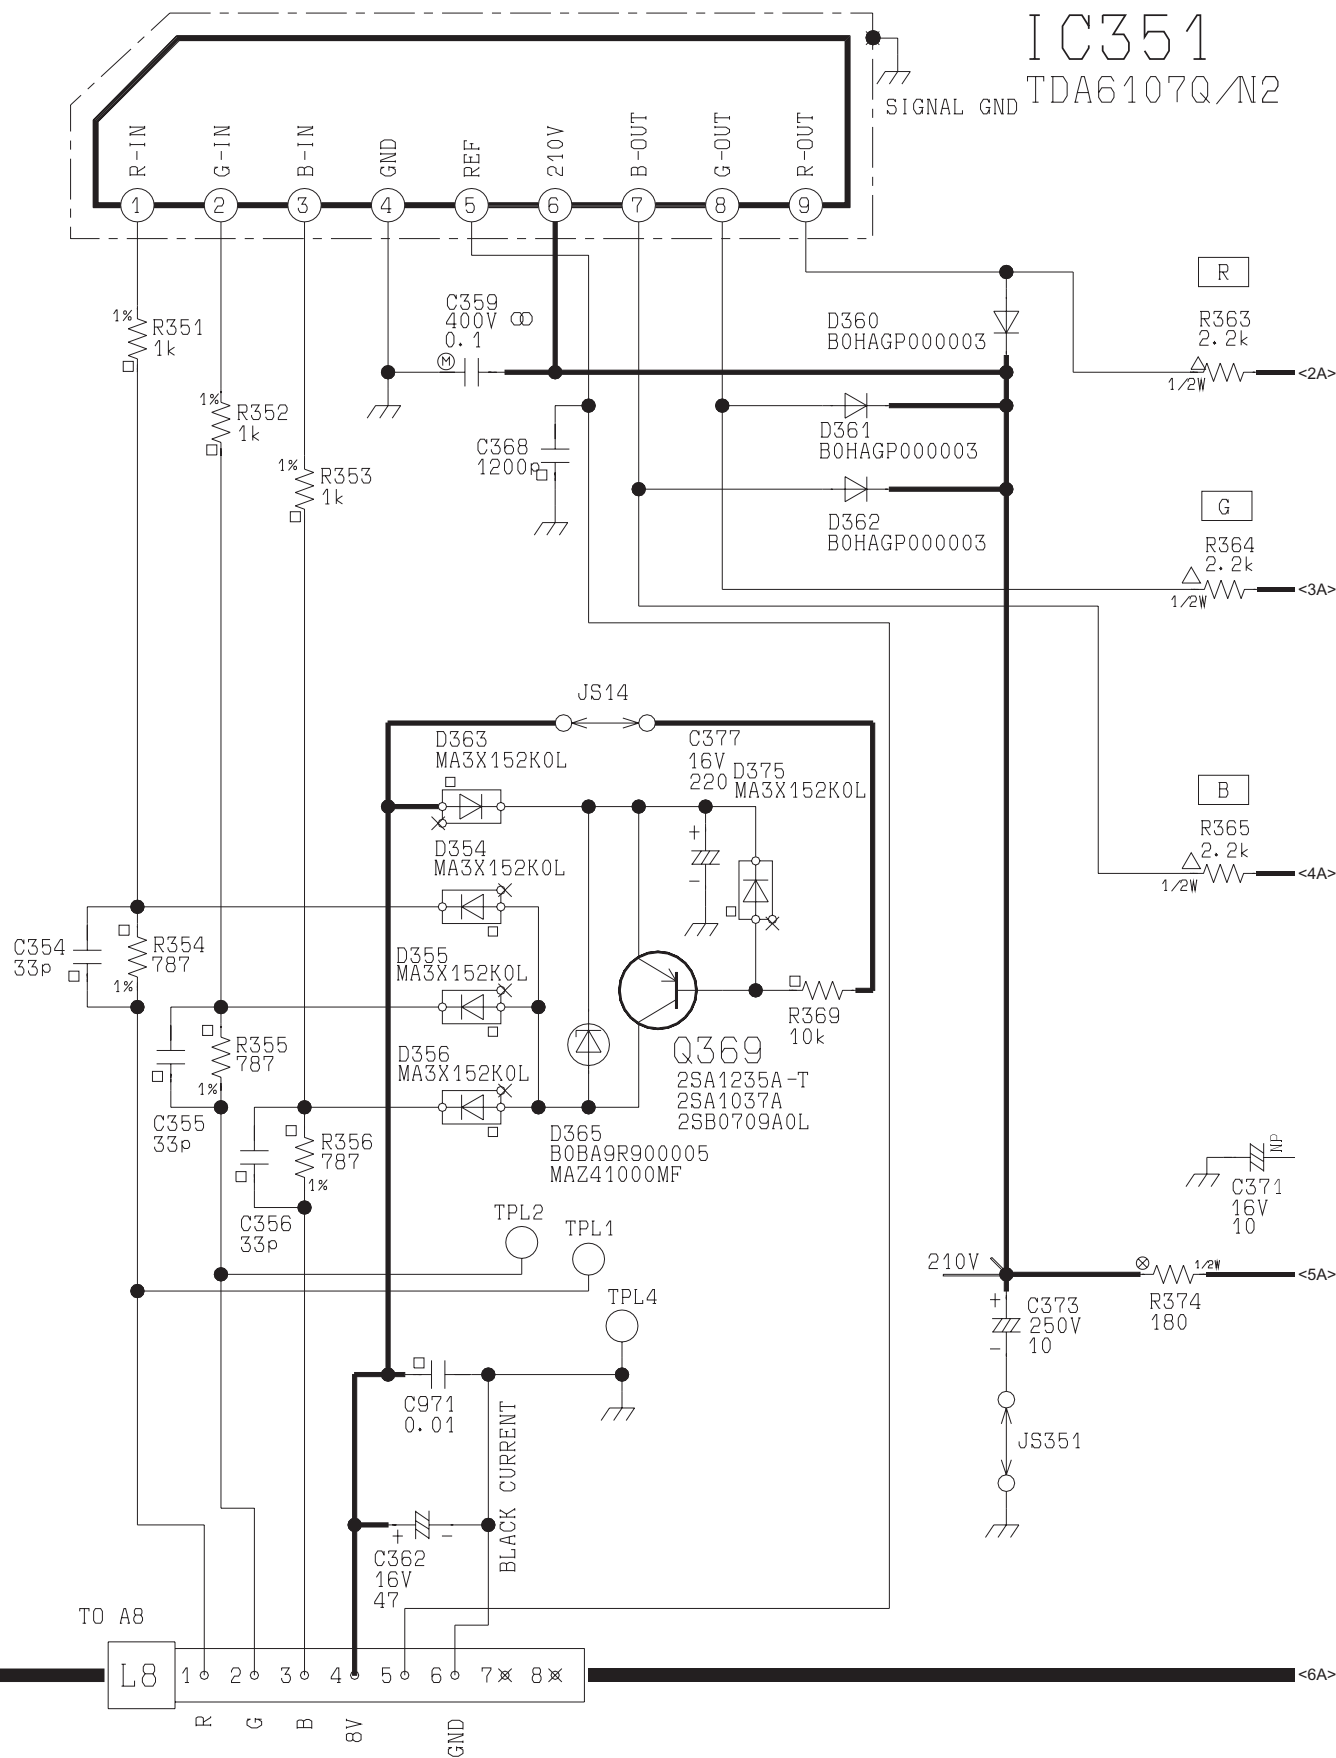 IC351
TDA6107Q/N2
SIGNAL GND
R-IN
G-IN
B-IN
GND
REF
210V
B-OUT
G-OUT
R-OUT
1
2
3
4
5
6
7
8
9
R
C359
400V
0.1
M
1%
R351
1k
D360
B0HAGP000003
R363
2.2k
1/2W
<2A>
1%
R352
1k
D361
B0HAGP000003
C368
1200p
1%
R353
1k
G
D362
B0HAGP000003
R364
2.2k
1/2W
<3A>
JS14
D363
MA3X152K0L
C377
16V
220
D375
MA3X152K0L
B
+
-
R365
2.2k
1/2W
<4A>
D354
MA3X152K0L
C354
33p
R354
787
1%
D355
MA3X152K0L
R369
10k
R355
787
1%
D356
MA3X152K0L
Q369
2SA1235A-T
2SA1037A
2SB0709A0L
C355
33p
D365
B0BA9R900005
MAZ41000MF
R356
787
1%
NP
C371
16V
10
C356
33p
TPL2
TPL1
210V
1/2W
<5A>
R374
180
TPL4
+
C373
250V
10
-
C971
0.01
BLACK CURRENT
JS351
+
-
C362
16V
47
TO A8
L8
1
2
3
4
5
6
7
8
<6A>
R
G
B
8V
GND